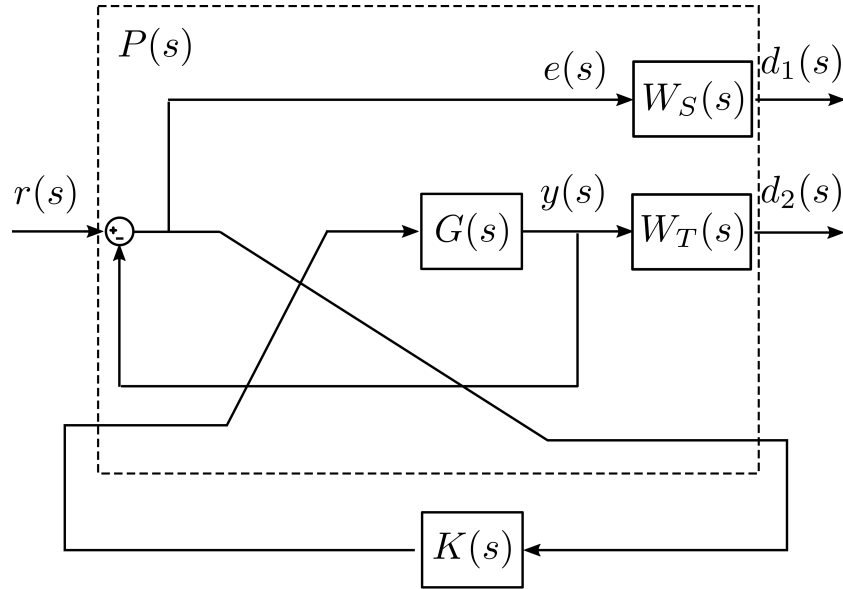 P(s)
e(s)
W_S(s)
d_1(s)
r(s)
+
-
G(s)
y(s)
W_T(s)
d_2(s)
K(s)